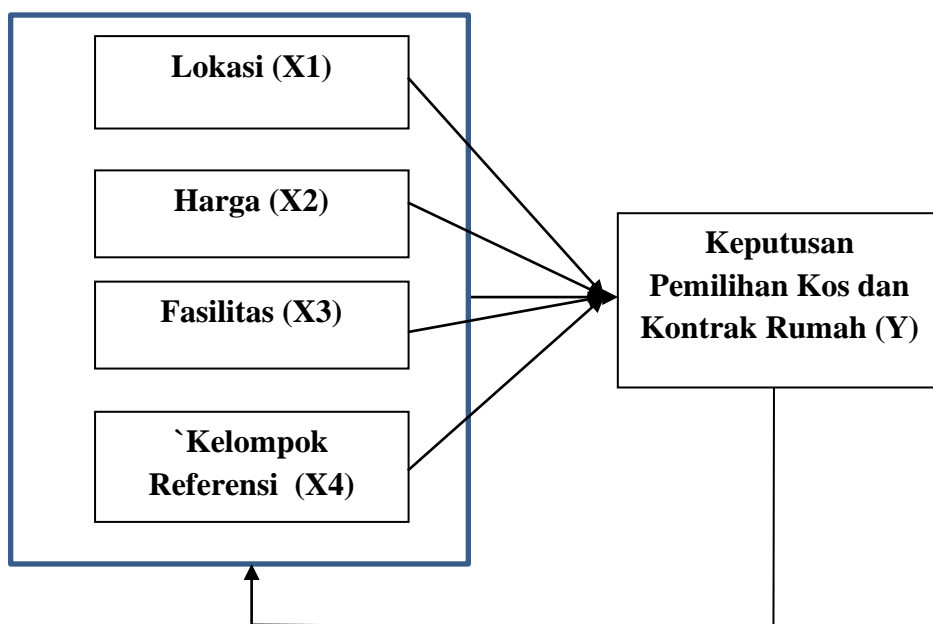 Lokasi (X1)
Harga (X2)
Fasilitas (X3)
`Kelompok
Referensi  (X4)
Keputusan
Pemilihan Kos dan
Kontrak Rumah (Y)